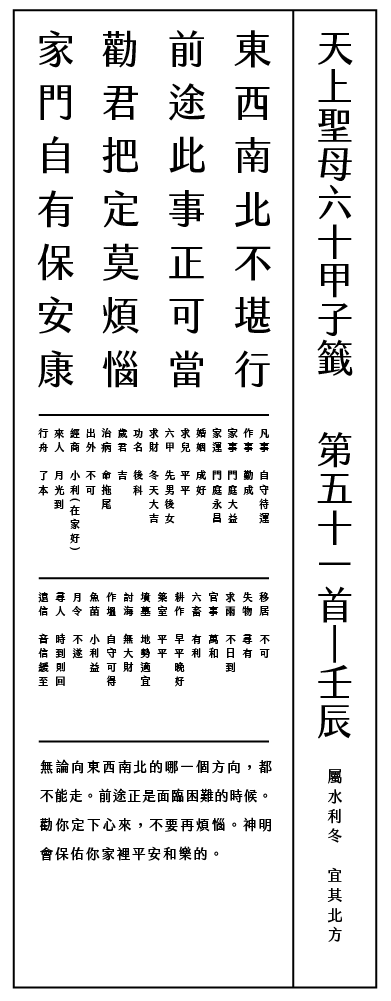 天上聖母六十甲子籤　第五十一首－壬辰
屬水利冬　宜其北方
東西南北不堪行
前途此事正可當
勸君把定莫煩惱
家門自有保安康
凡事　自守待運
作事　勤成
家事　門庭大益
家運　門庭永昌
婚姻　成好
求兒　平平
六甲　先男後女
求財　冬天大吉
功名　後科
歲君　吉
治病　命拖尾
出外　不可
經商　小利(在家好)
來人　月光到
行舟　了本
移居　不可
失物　尋有
求雨　不日到
官事　萬和
六畜　有利
耕作　早平晚好
築室　平平
墳墓　地勢適宜
討海　無大財
作塭　自守可得
魚苗　小利益
月令　不遂
尋人　時到則回
遠信　音信緩至
無論向東西南北的哪一個方向，都
不能走。前途正是面臨困難的時候。
勸你定下心來，不要再煩惱。神明
會保佑你家裡平安和樂的。